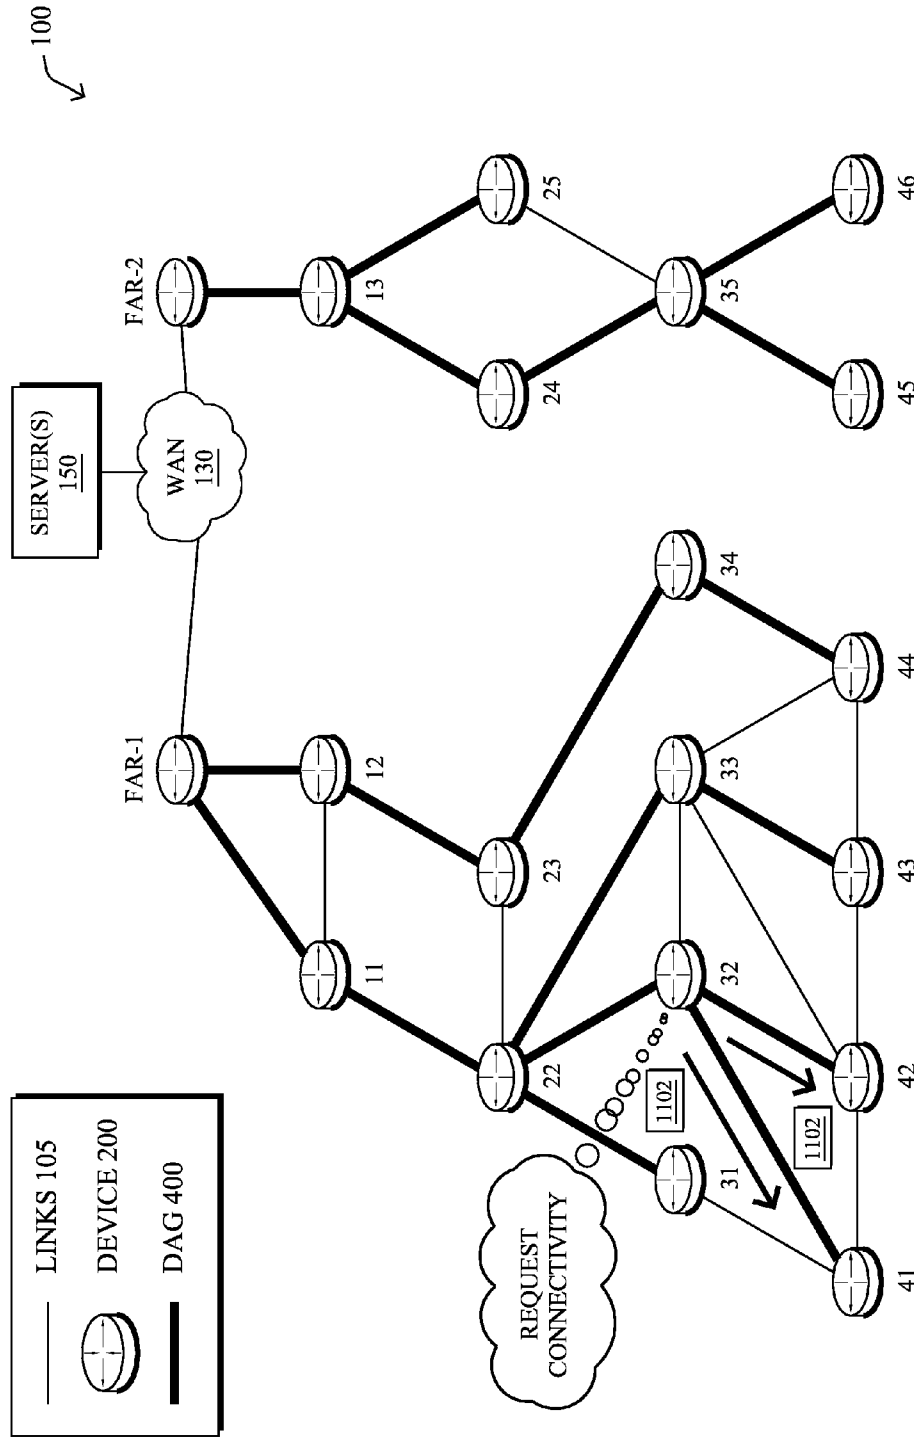 100
LINKS 105
DEVICE 200
DAG 400
SERVER(S)
150
WAN
130
FAR-1
FAR-2
11
12
13
22
23
24
25
REQUEST
CONNECTIVITY
1102
1102
31
32
33
34
35
41
42
43
44
45
46